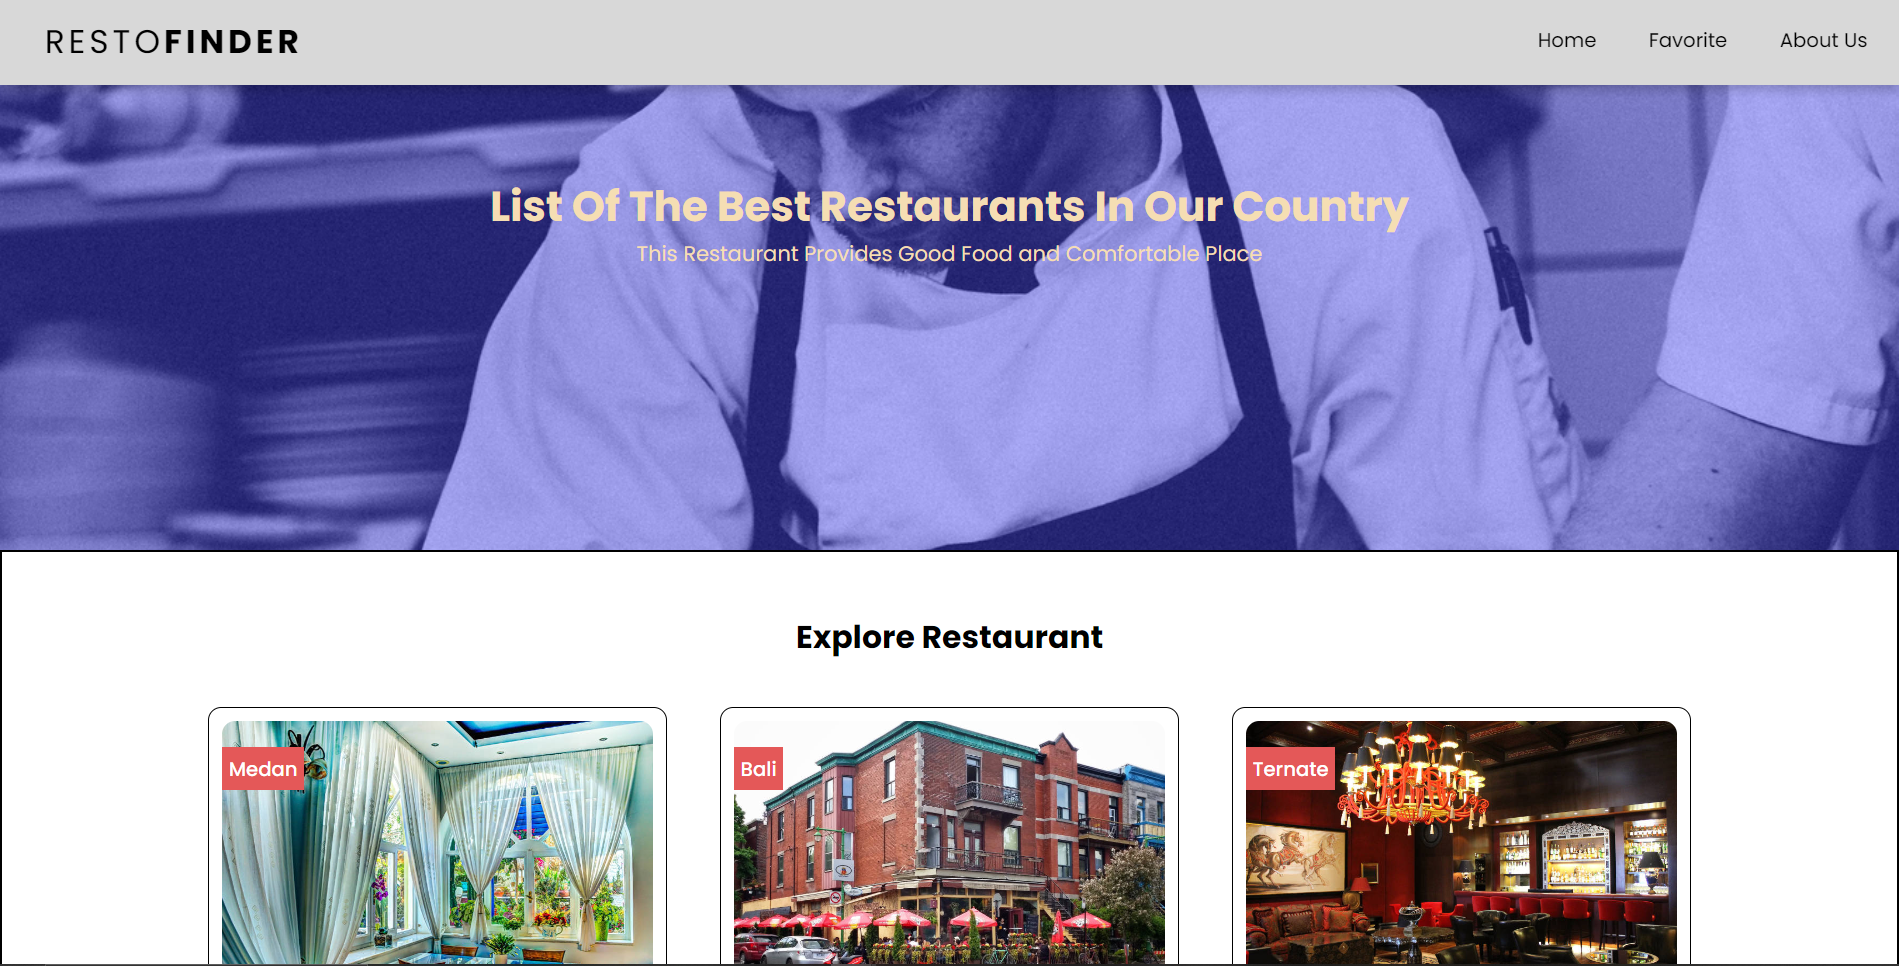 RESTOFINDER
Home
Favorite
About Us
List Of The Best Restaurants In Our Country
This Restaurant Provides Good Food and Comfortable Place
Explore Restaurant
Medan
Bali
Ternate